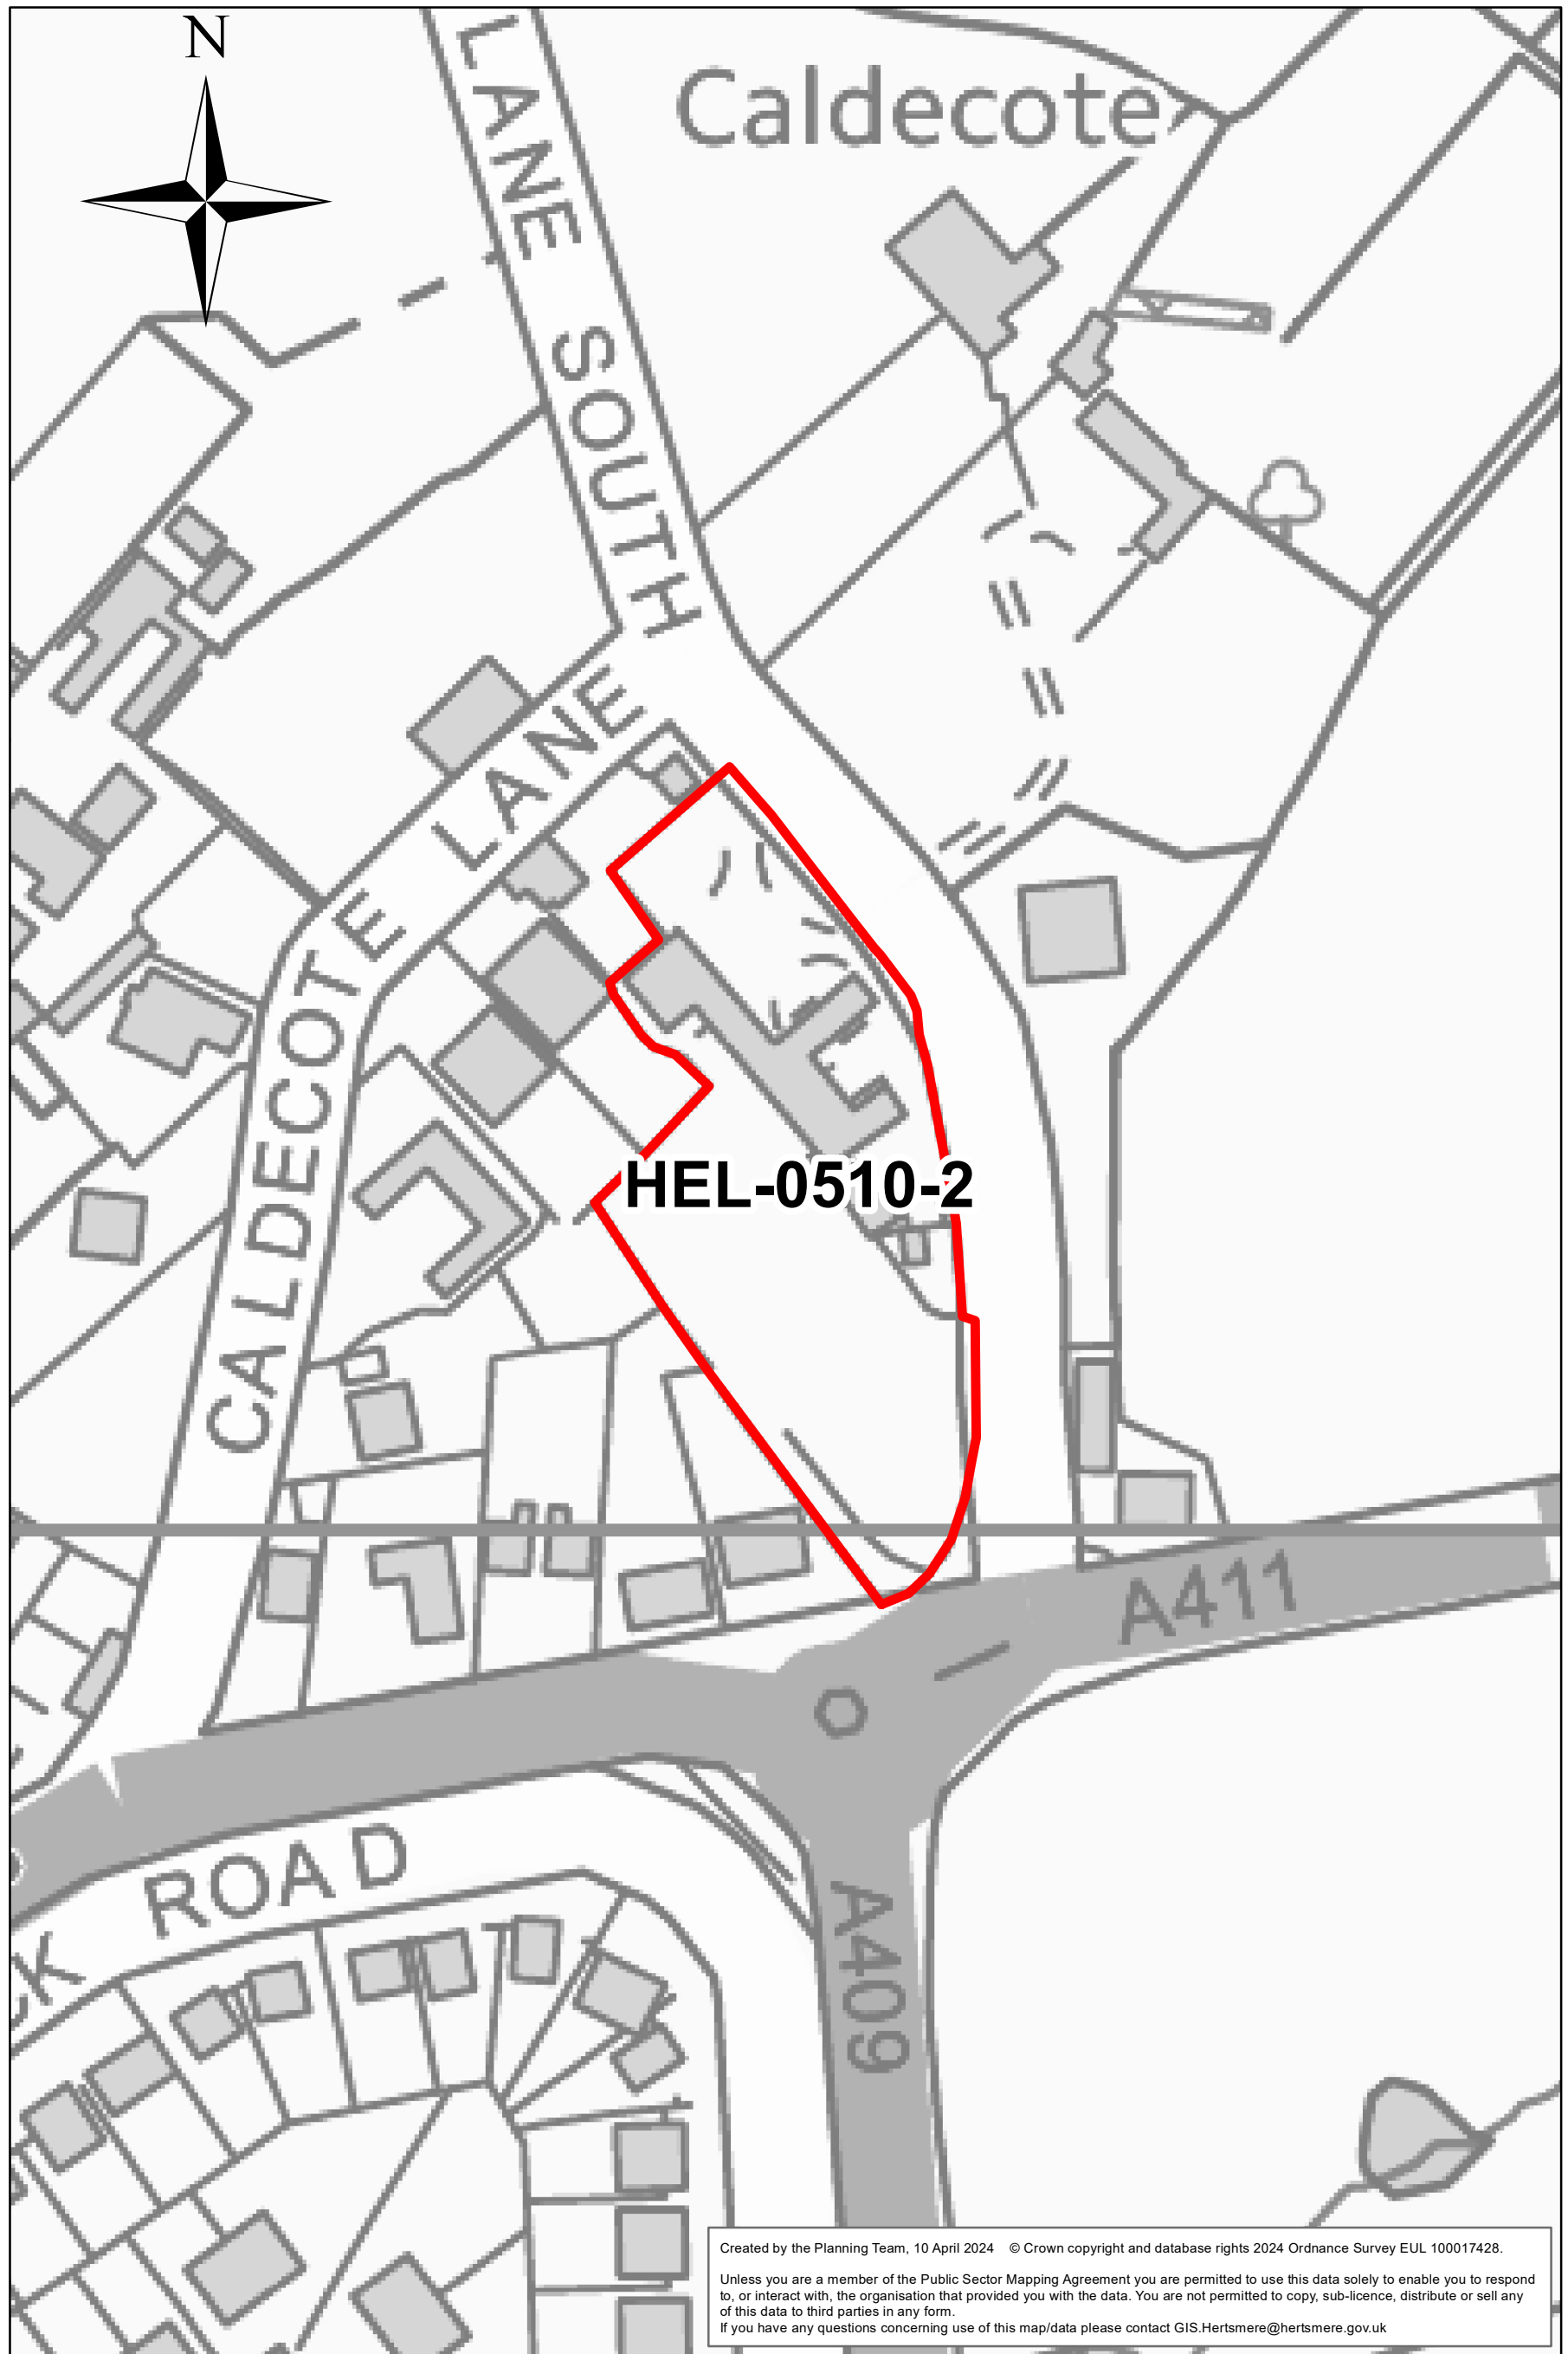 N
Caldecote
LANE SOUTH
CALDECOTE LANE
HEL-0510-2
A411
ROAD
A409
Created by the Planning Team, 10 April 2024 © Crown copyright and database rights 2024 Ordnance Survey EUL 100017428.
Unless you are a member of the Public Sector Mapping Agreement you are permitted to use this data solely to enable you to respond
to, or interact with, the organisation that provided you with the data. You are not permitted to copy, sub-licence, distribute or sell any
of this data to third parties in any form.
If you have any questions concerning use of this map/data please contact GIS.Hertsmere@hertsmere.gov.uk